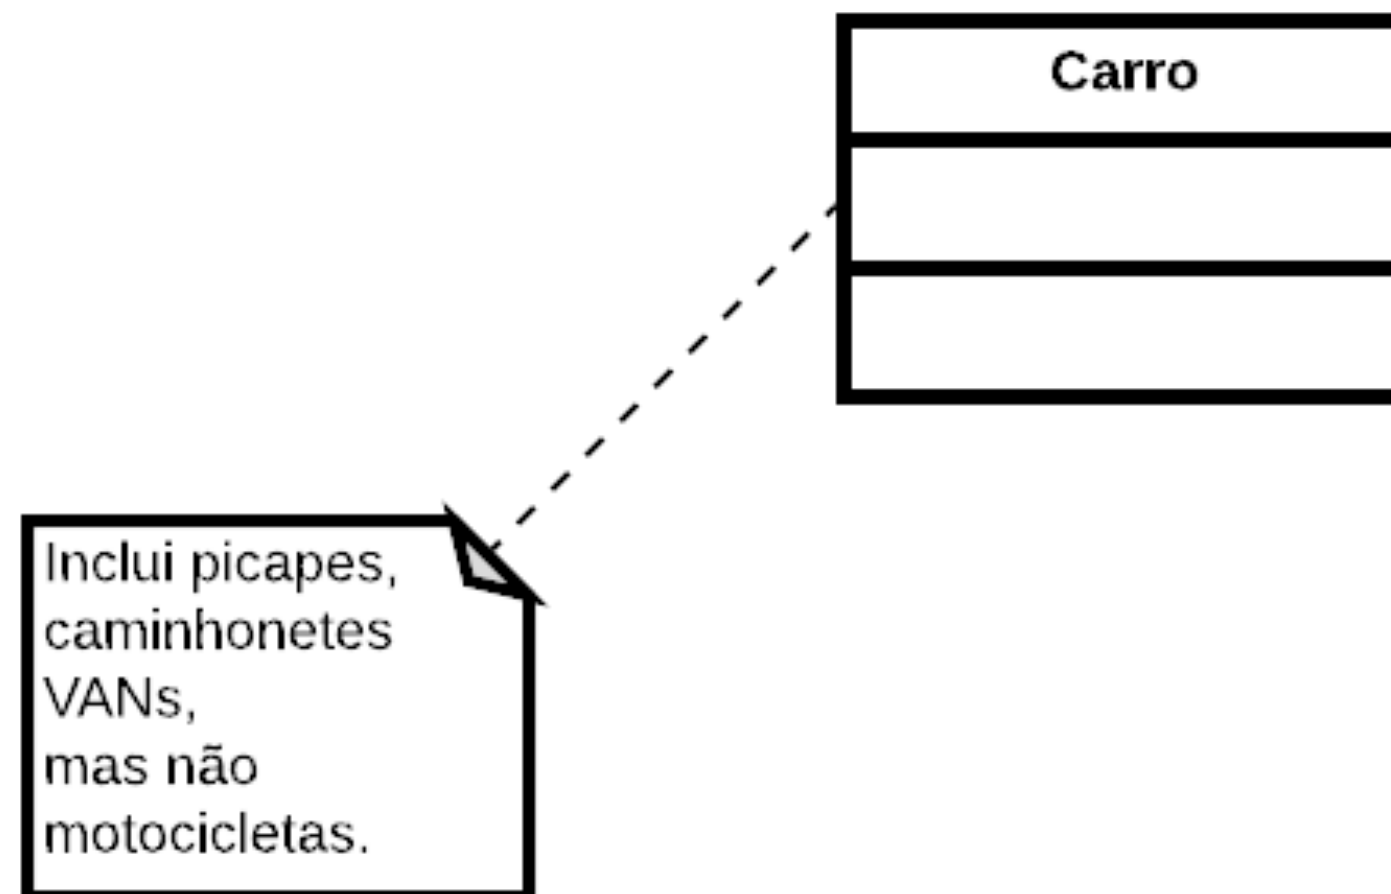 Carro
Inclui picapes,
caminhonetes
VANs,
mas não
motocicletas.